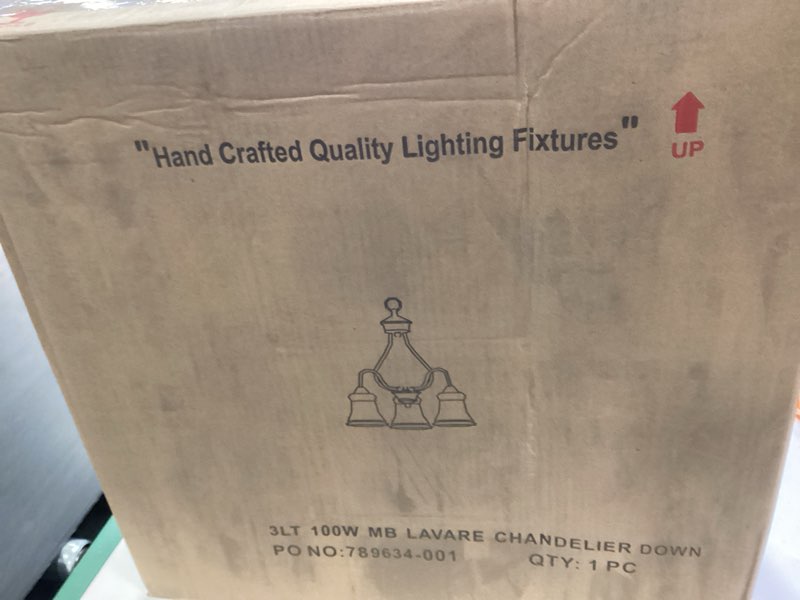 "Hand Crafted Quality Lighting Fixtures"
UP
3LT 100W MB LAVARE CHANDELIER DOWN
PO NO:789634-001 QTY: 1 PC